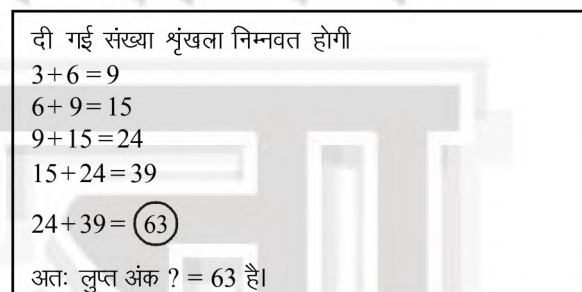 दी गई संख्या शृंखला निम्नवत होगी
3+6=9
6+ 9=15
9+15=24
15+24=39
24+39= 63
अतः लुप्त अंक ? = 63 है।